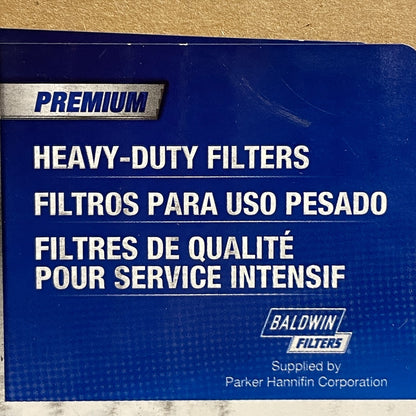 PREMIUM
HEAVY-DUTY FILTERS
FILTROS PARA USO PESADO
FILTRES DE QUALITÉ
POUR SERVICE INTENSIF
BALDWIN
FILTERS
Supplied by
Parker Hannifin Corporation